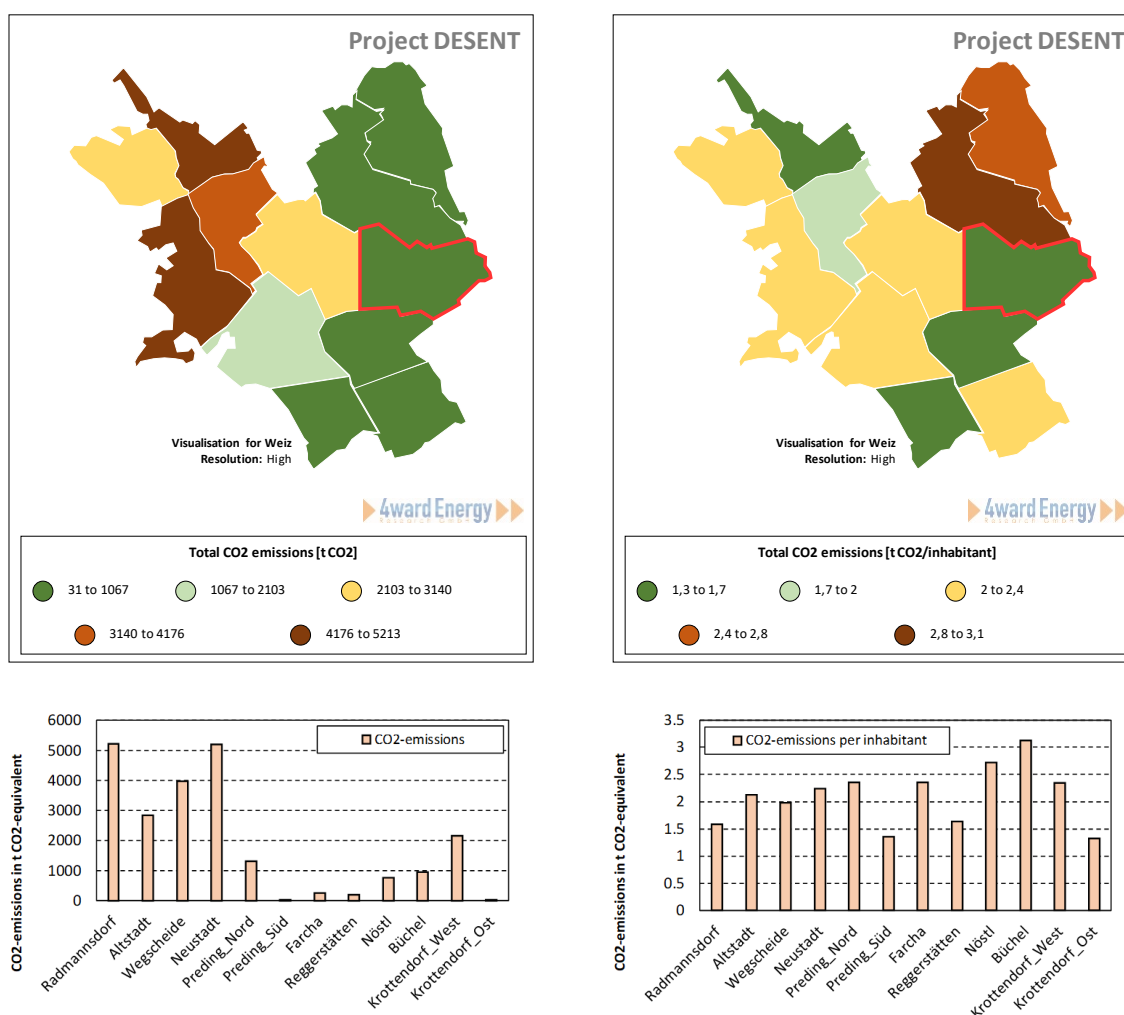 Project DESENT
Visualisation for Weiz
Resolution: High
4ward Energy
Research GmbH
Total CO2 emissions [t CO2]
31 to 1067
1067 to 2103
2103 to 3140
3140 to 4176
4176 to 5213
Project DESENT
Visualisation for Weiz
Resolution: High
4ward Energy
Research GmbH
Total CO2 emissions [t CO2/inhabitant]
1,3 to 1,7
1,7 to 2
2 to 2,4
2,4 to 2,8
2,8 to 3,1
CO2-emissions in t CO2-equivalent
6000
5000
4000
3000
2000
1000
0
CO2-emissions
Radmannsdorf
Altstadt
Wegscheide
Neustadt
Preding_Nord
Preding_Süd
Farcha
Reggerstätten
Nöstl
Büchel
Krottendorf_West
Krottendorf_Ost
CO2-emissions in t CO2-equivalent
3.5
3
2.5
2
1.5
1
0.5
0
CO2-emissions per inhabitant
Radmannsdorf
Altstadt
Wegscheide
Neustadt
Preding_Nord
Preding_Süd
Farcha
Reggerstätten
Nöstl
Büchel
Krottendorf_West
Krottendorf_Ost